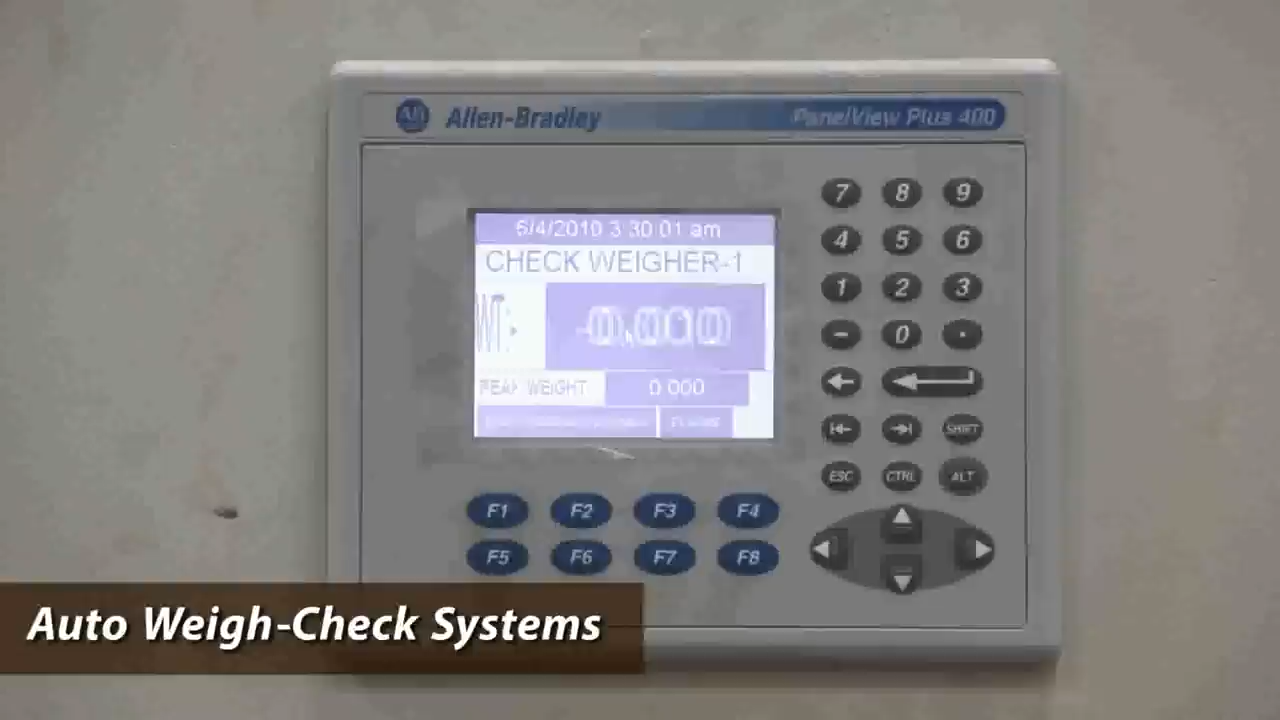 AB Allen-Bradley PanelView Plus 400
6/4/2010 3:30:01 am
CHECK WEIGHER-1
WT:- -0.000
PEAK WEIGHT 0.000
7 8 9
4 5 6
1 2 3
- 0 .
SHIFT
ESC CTRL ALT
F1 F2 F3 F4
F5 F6 F7 F8
Auto Weigh-Check Systems